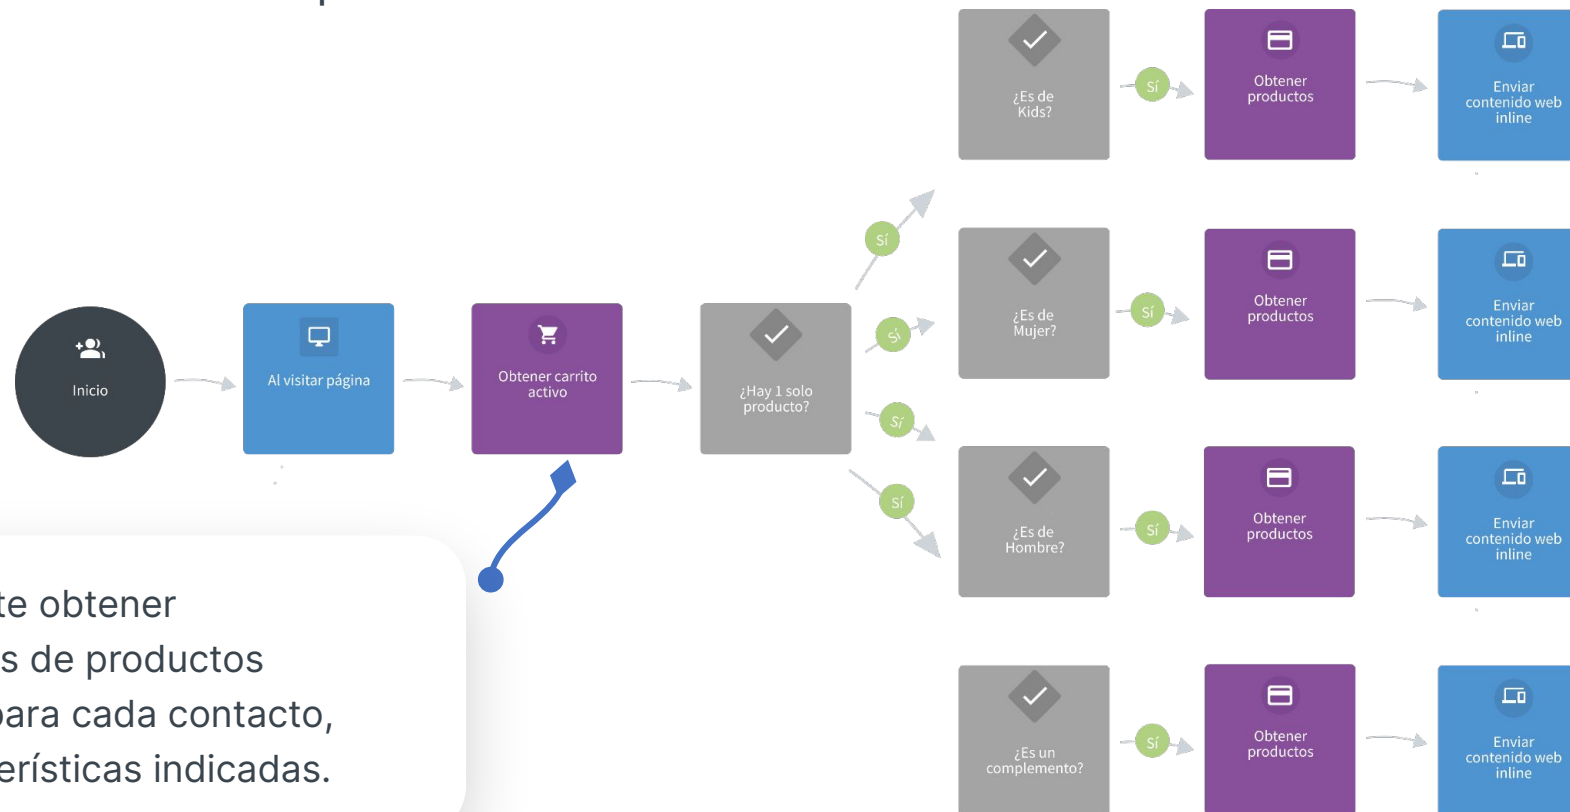 Inicio
Al visitar página
Obtener carrito
activo
¿Hay 1 solo
producto?
Sí
Sí
Sí
Sí
¿Es de
Kids?
Sí
Obtener
productos
Enviar
contenido web
inline
¿Es de
Mujer?
Sí
Obtener
productos
Enviar
contenido web
inline
¿Es de
Hombre?
Sí
Obtener
productos
Enviar
contenido web
inline
¿Es un
complemento?
Sí
Obtener
productos
Enviar
contenido web
inline
te obtener
s de productos
para cada contacto,
erísticas indicadas.